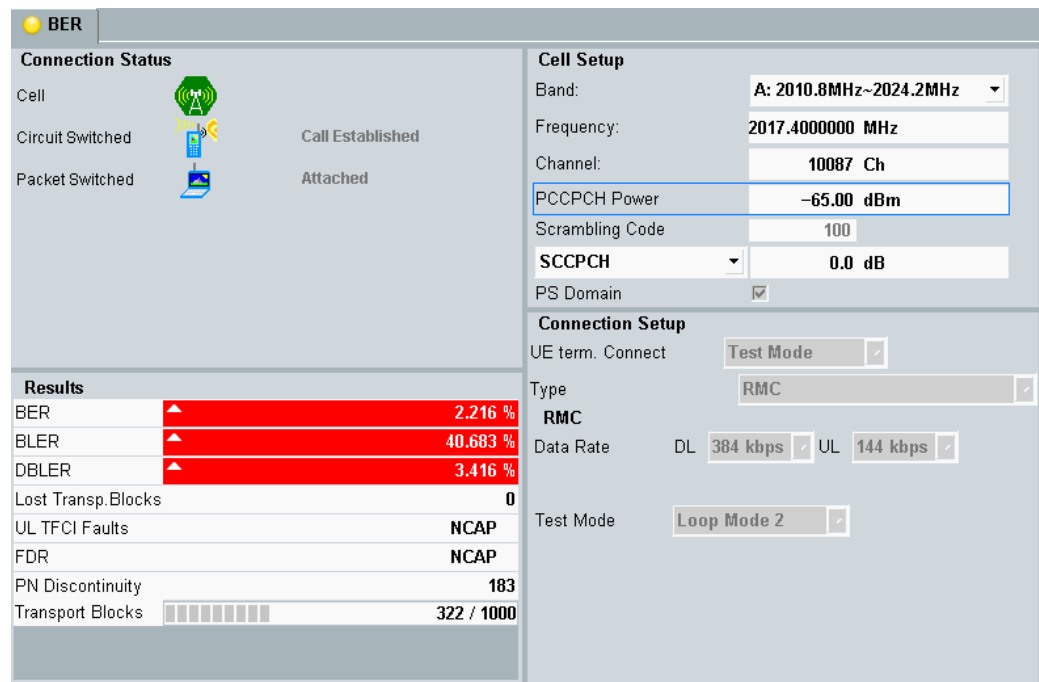 BER
Connection Status
Cell
Circuit Switched Call Established
Packet Switched Attached
Results
BER 2.216 %
BLER 40.683 %
DBLER 3.416 %
Lost Transp.Blocks 0
UL TFCI Faults NCAP
FDR NCAP
PN Discontinuity 183
Transport Blocks 322 / 1000
Cell Setup
Band: A: 2010.8MHz~2024.2MHz
Frequency: 2017.4000000 MHz
Channel: 10087 Ch
PCCPCH Power −65.00 dBm
Scrambling Code 100
SCCPCH 0.0 dB
PS Domain
Connection Setup
UE term. Connect Test Mode
Type RMC
RMC
Data Rate DL 384 kbps UL 144 kbps
Test Mode Loop Mode 2